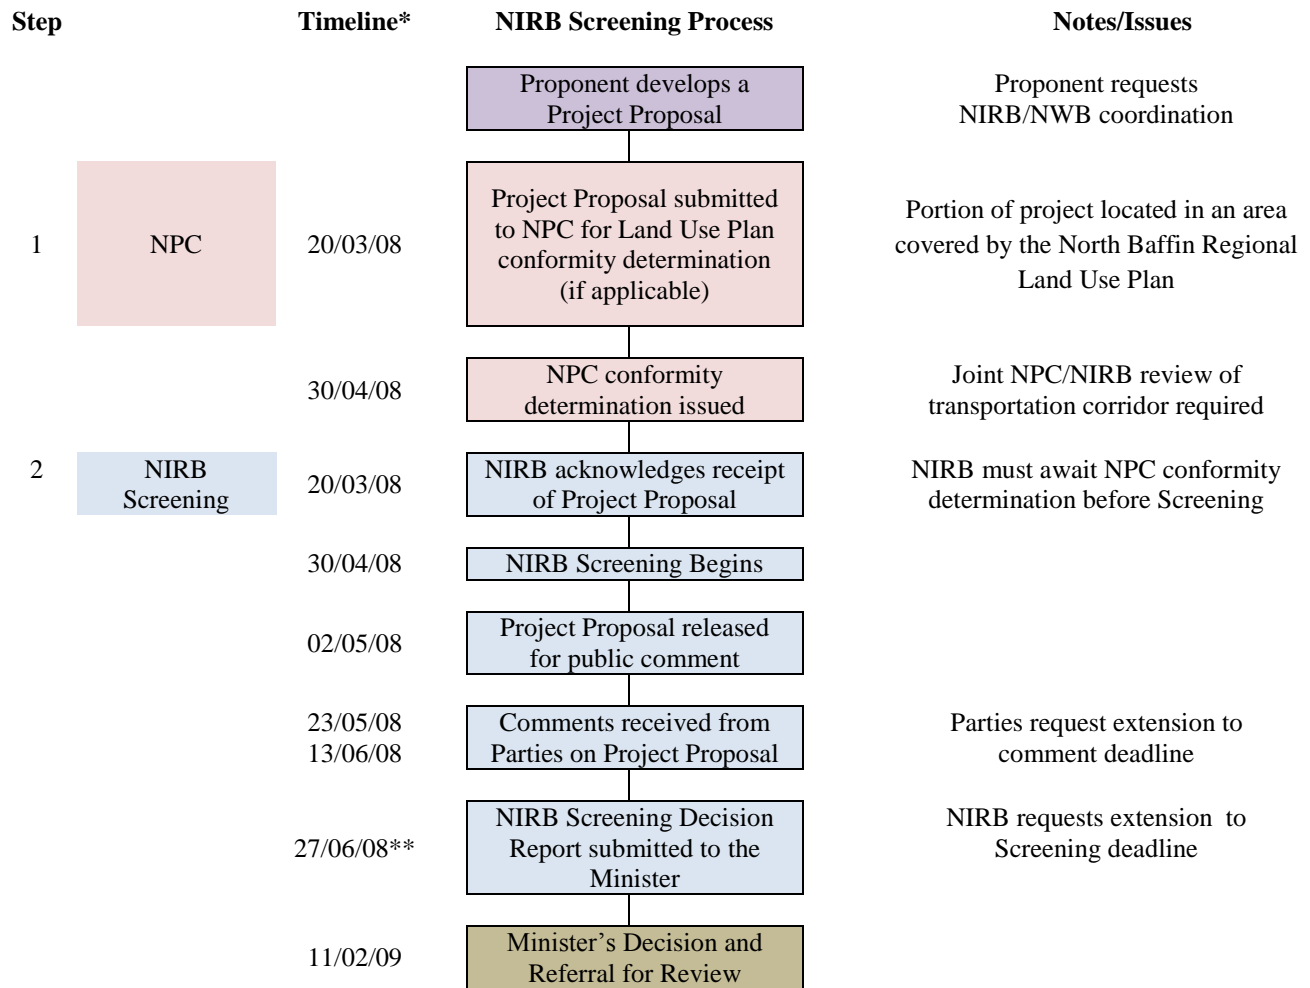 Step Timeline* NIRB Screening Process Notes/Issues
Proponent develops a
Project Proposal
Proponent requests
NIRB/NWB coordination
1
NPC
20/03/08
Project Proposal submitted
to NPC for Land Use Plan
conformity determination
(if applicable)
Portion of project located in an area
covered by the North Baffin Regional
Land Use Plan
30/04/08
NPC conformity
determination issued
Joint NPC/NIRB review of
transportation corridor required
2
NIRB
Screening
20/03/08
NIRB acknowledges receipt
of Project Proposal
NIRB must await NPC conformity
determination before Screening
30/04/08
NIRB Screening Begins
02/05/08
Project Proposal released
for public comment
23/05/08
13/06/08
Comments received from
Parties on Project Proposal
Parties request extension to
comment deadline
27/06/08**
NIRB Screening Decision
Report submitted to the
Minister
NIRB requests extension to
Screening deadline
11/02/09
Minister's Decision and
Referral for Review